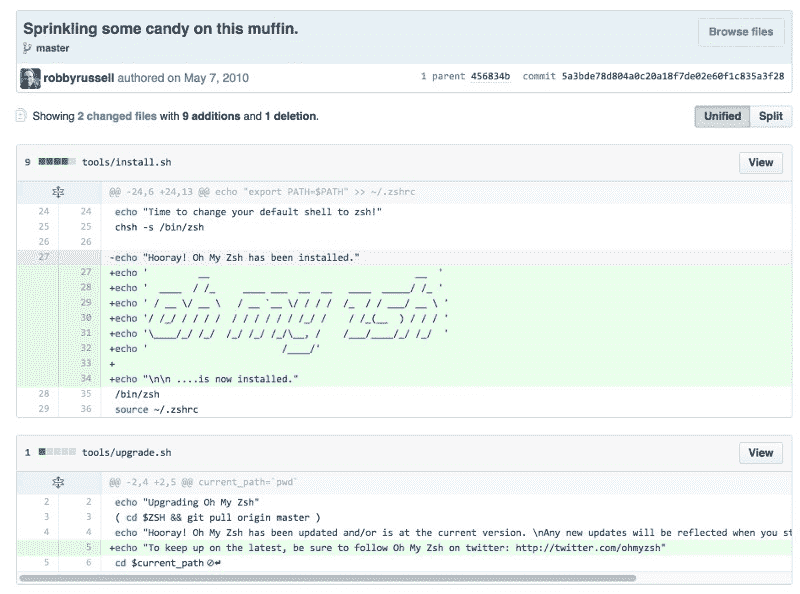 Sprinkling some candy on this muffin.
Browse files
master
robbyrussell authored on May 7, 2010
1 parent 456834b commit 5a3bde78d804a0c20a18f7de02e60f1c835a3f28
Showing 2 changed files with 9 additions and 1 deletion.
Unified Split
9 tools/install.sh View
@@ -24,6 +24,13 @@ echo "export PATH=$PATH" >> ~/.zshrc
24 24 echo "Time to change your default shell to zsh!"
25 25 chsh -s /bin/zsh
26 26
27 -echo "Hooray! Oh My Zsh has been installed."
27 +echo '         __                                     __   '
28 +echo '  ____  / /_     ____ ___  __  __   ____  _____/ /_  '
29 +echo ' / __ \/ __ \   / __ `__ \/ / / /  /_  / / ___/ __ \ '
30 +echo '/ /_/ / / / /  / / / / / / /_/ /    / /_(__  ) / / / '
31 +echo '\____/_/ /_/  /_/ /_/ /_/\__, /    /___/____/_/ /_/  '
32 +echo '                        /____/'
33 +
34 +echo "\n\n ....is now installed."
28 35 /bin/zsh
29 36 source ~/.zshrc
1 tools/upgrade.sh View
@@ -2,4 +2,5 @@ current_path=`pwd`
2 2 echo "Upgrading Oh My Zsh"
3 3 ( cd $ZSH && git pull origin master )
4 4 echo "Hooray! Oh My Zsh has been updated and/or is at the current version. \nAny new updates will be reflected when you st
5 +echo "To keep up on the latest, be sure to follow Oh My Zsh on twitter: http://twitter.com/ohmyzsh"
5 6 cd $current_path